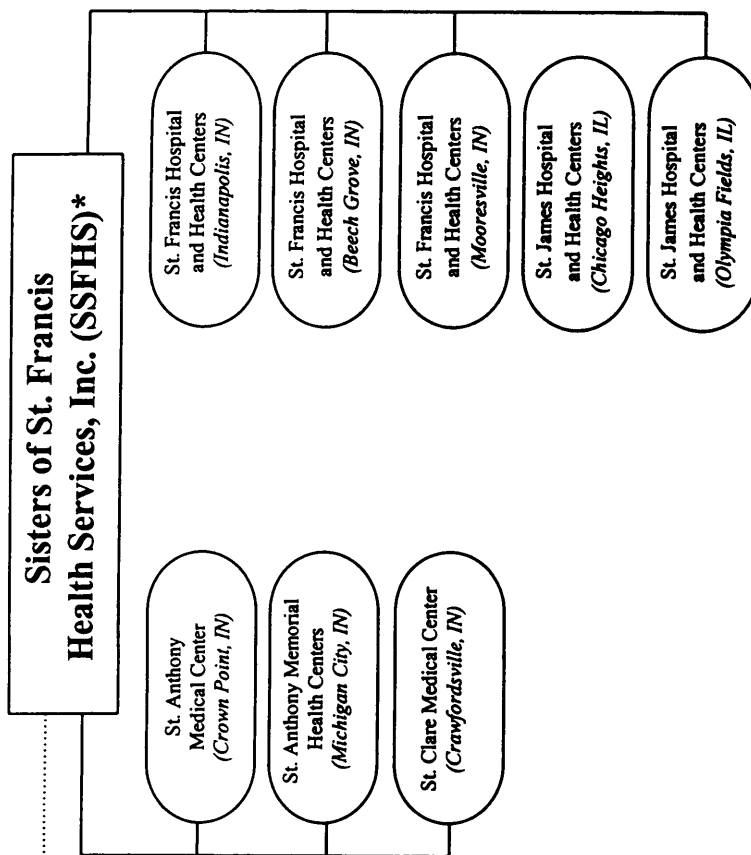 Sisters of St. Francis
Health Services, Inc. (SSFHS)*
St. Anthony
Medical Center
(Crown Point, IN)
St. Anthony Memorial
Health Centers
(Michigan City, IN)
St. Clare Medical Center
(Crawfordsville, IN)
St. Francis Hospital
and Health Centers
(Indianapolis, IN)
St. Francis Hospital
and Health Centers
(Beech Grove, IN)
St. Francis Hospital
and Health Centers
(Mooresville, IN)
St. James Hospital
and Health Centers
(Chicago Heights, IL)
St. James Hospital
and Health Centers
(Olympia Fields, IL)